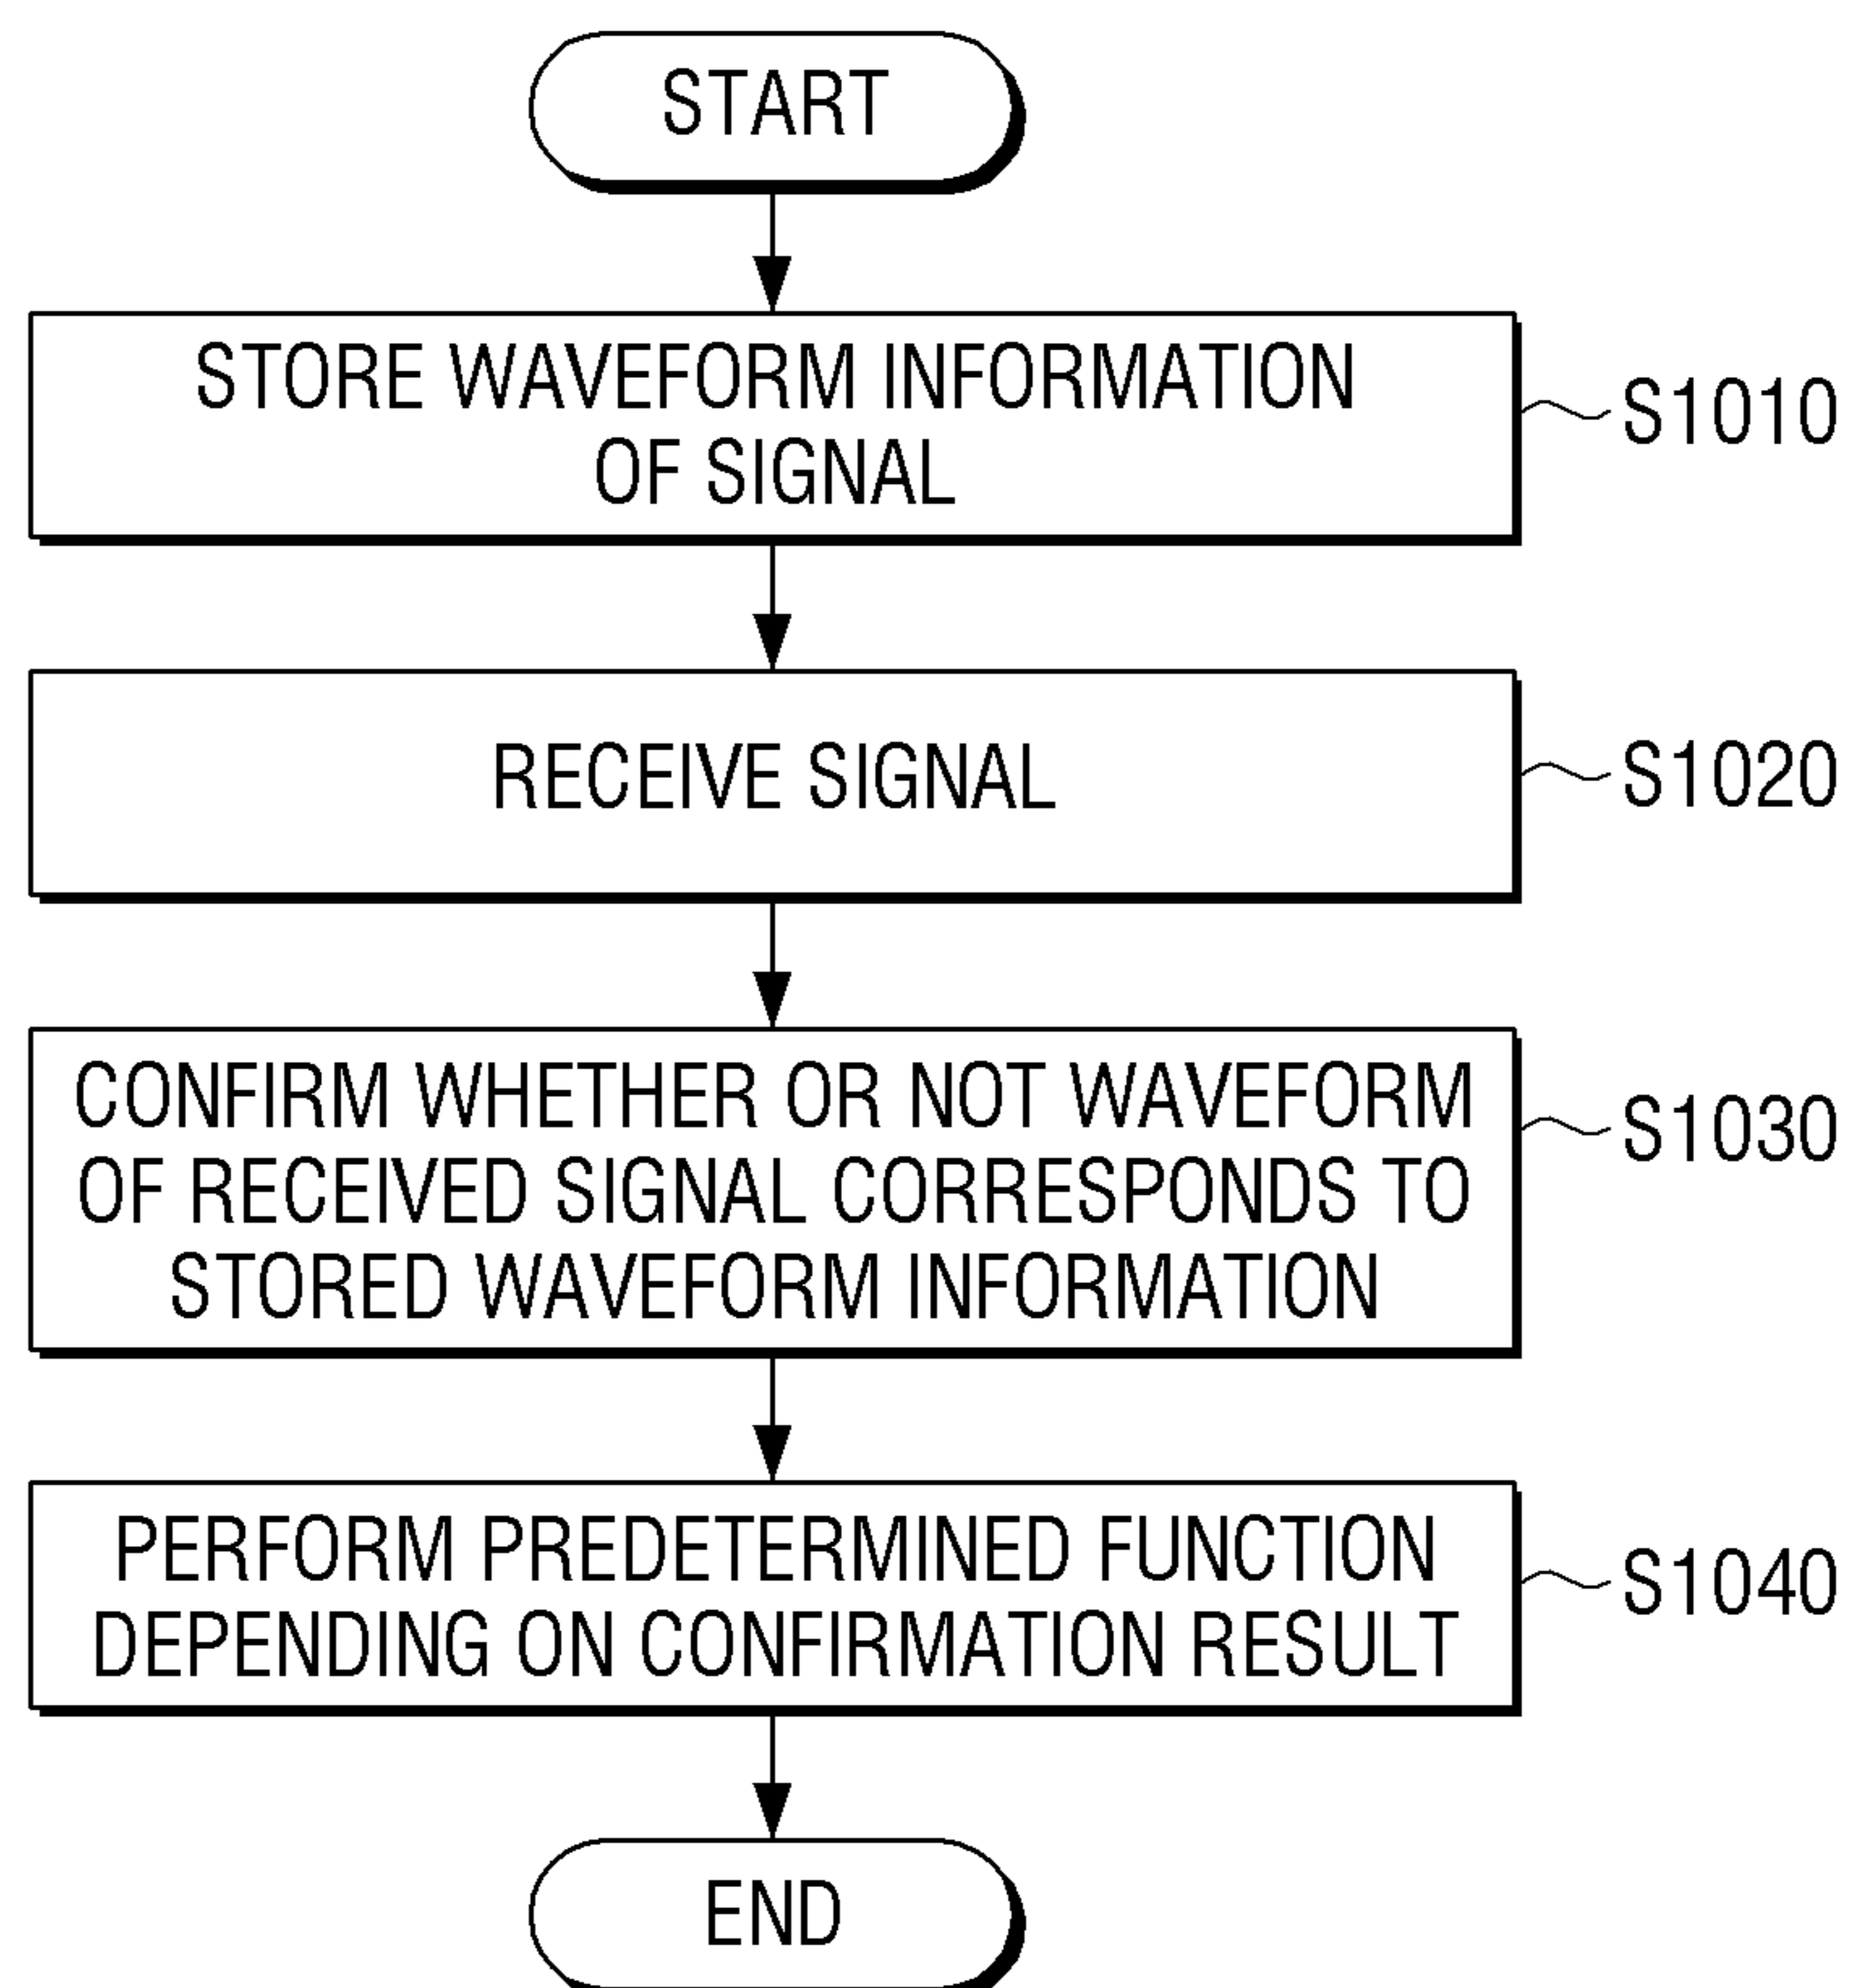 START
STORE WAVEFORM INFORMATION
OF SIGNAL
S1010
RECEIVE SIGNAL
S1020
CONFIRM WHETHER OR NOT WAVEFORM
OF RECEIVED SIGNAL CORRESPONDS TO
STORED WAVEFORM INFORMATION
S1030
PERFORM PREDETERMINED FUNCTION
DEPENDING ON CONFIRMATION RESULT
S1040
END